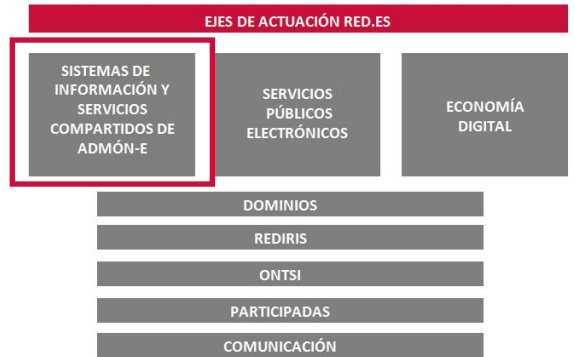 EJES DE ACTUACIÓN RED.ES
SISTEMAS DE
INFORMACIÓN Y
SERVICIOS
COMPARTIDOS DE
ADMÓN-E
SERVICIOS
PÚBLICOS
ELECTRÓNICOS
ECONOMÍA
DIGITAL
DOMINIOS
REDIRIS
ONTSI
PARTICIPADAS
COMUNICACIÓN